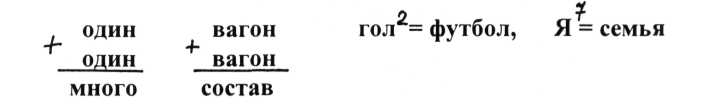 один вагон гол²= футбол, Я⁷= семья
+ один + вагон
много состав